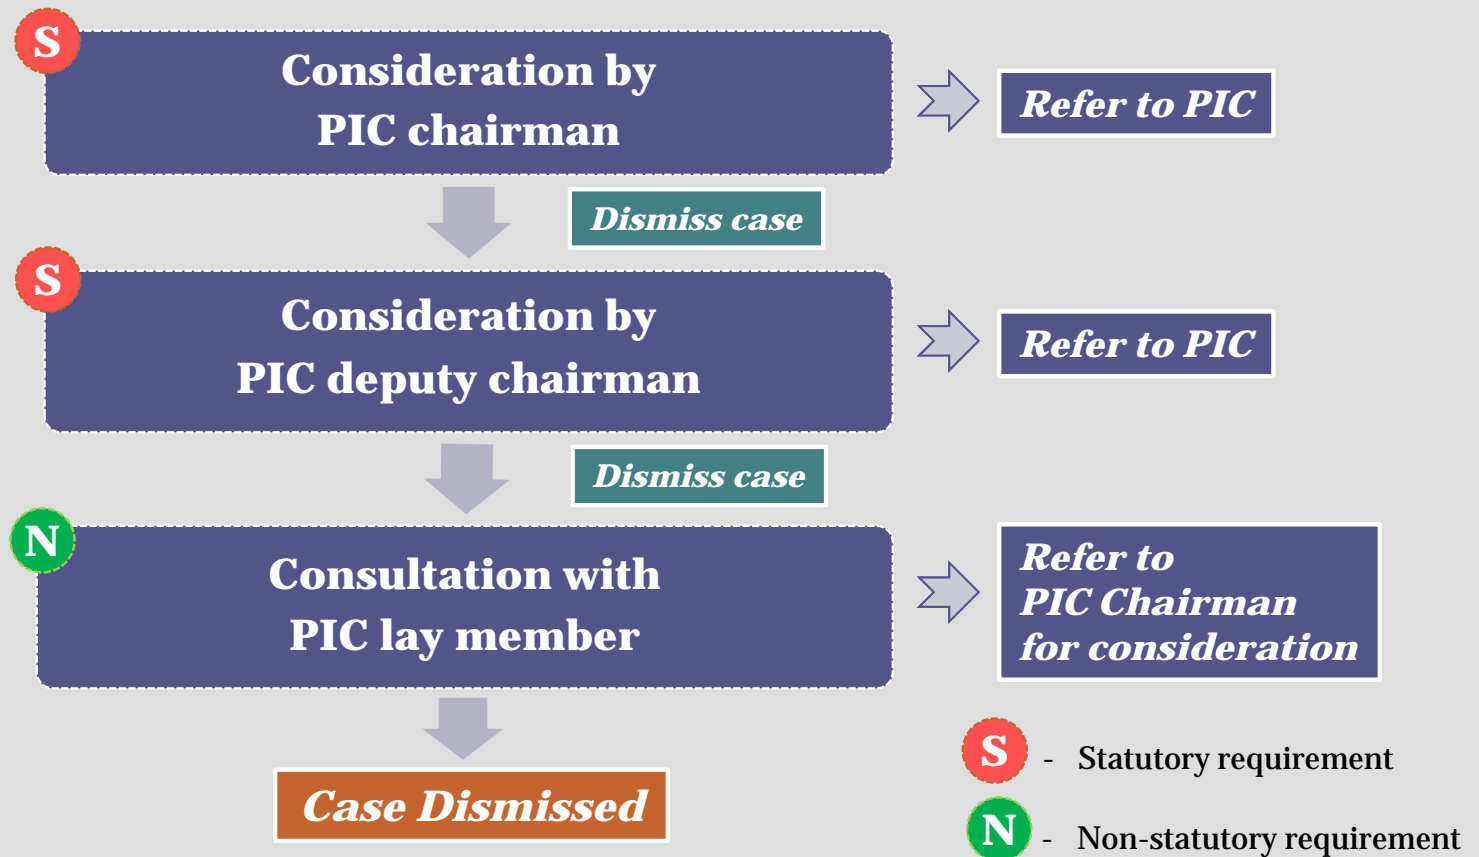 S
Consideration by
PIC chairman
Refer to PIC
Dismiss case
S
Consideration by
PIC deputy chairman
Refer to PIC
Dismiss case
N
Consultation with
PIC lay member
Refer to
PIC Chairman
for consideration
Case Dismissed
S - Statutory requirement
N - Non-statutory requirement